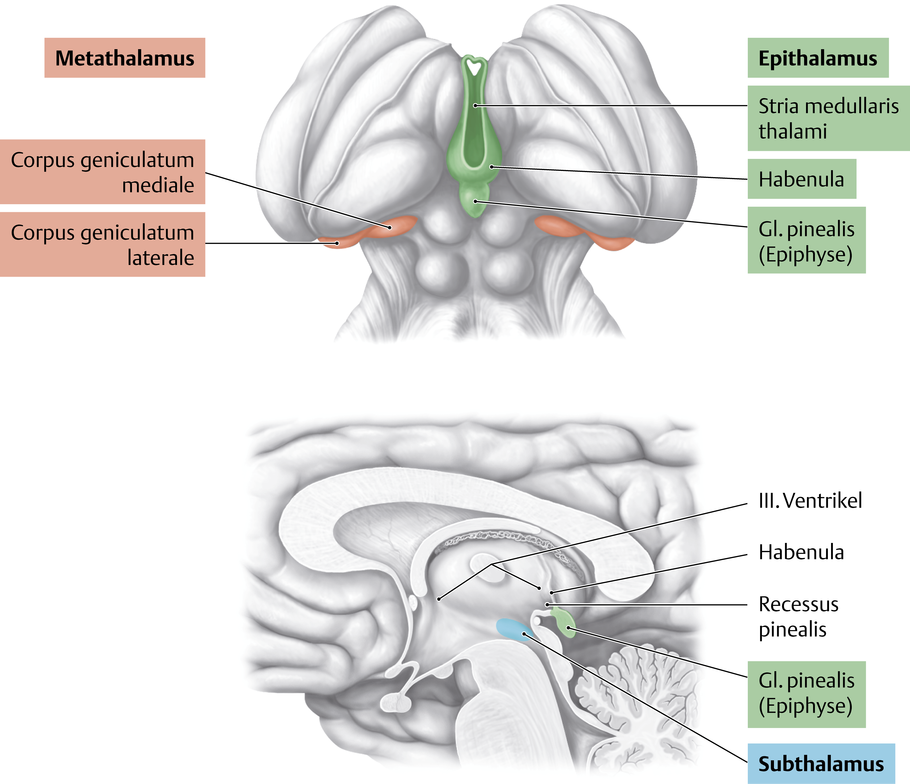 Metathalamus
Corpus geniculatum
mediale
Corpus geniculatum
laterale
Epithalamus
Stria medullaris
thalami
Habenula
Gl. pinealis
(Epiphyse)
III. Ventrikel
Habenula
Recessus
pinealis
Gl. pinealis
(Epiphyse)
Subthalamus